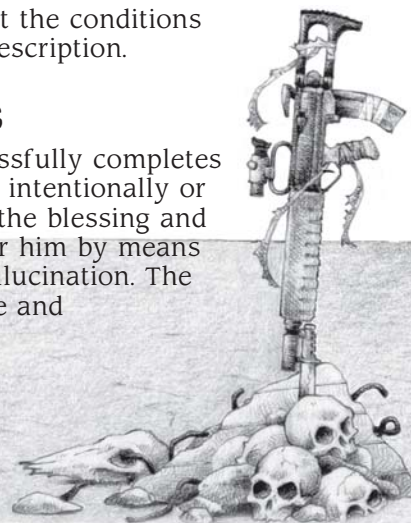 t the conditions
escription.
s
ssfully completes
intentionally or
the blessing and
r him by means
llucination. The
e and